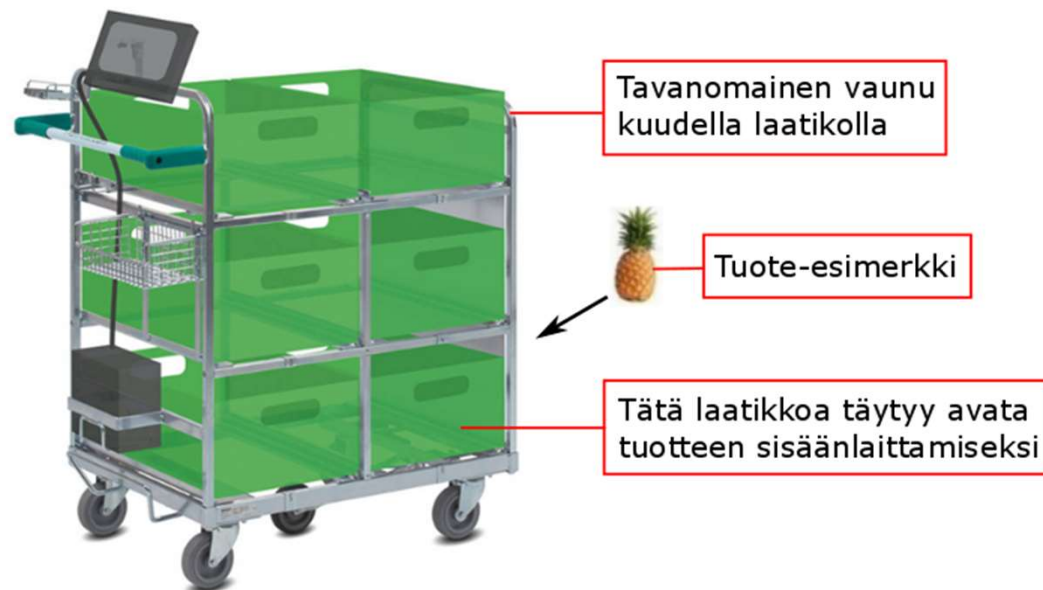 Tavanomainen vaunu
kuudella laatikolla
Tuote-esimerkki
Tätä laatikkoa täytyy avata
tuotteen sisäänlaittamiseksi